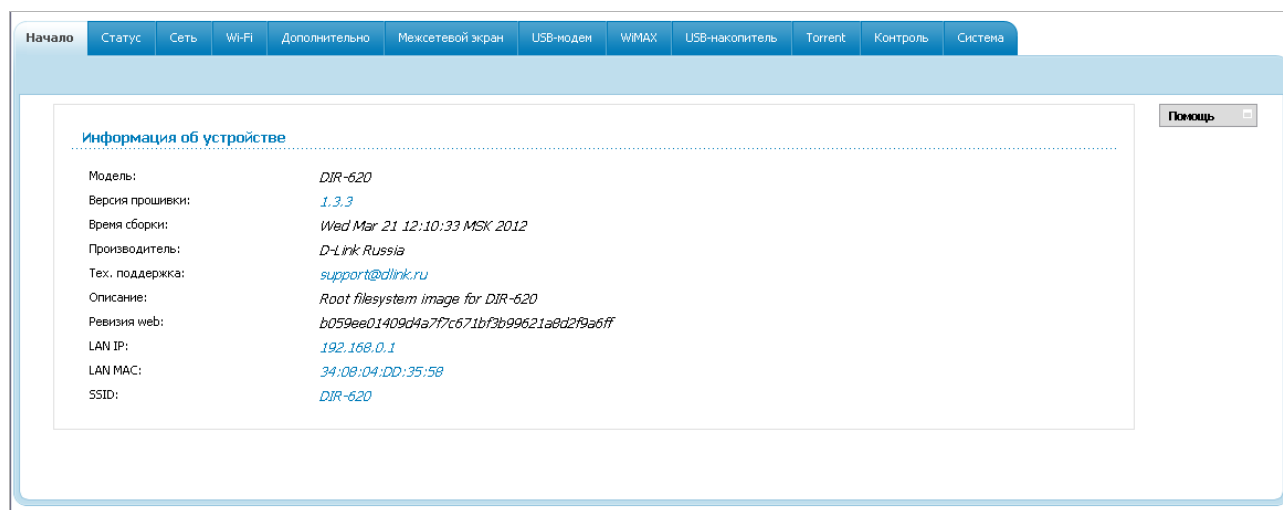 Начало Статус Сеть Wi-Fi Дополнительно Межсетевой экран USB-модем WiMAX USB-накопитель Torrent Контроль Система
Помощь
Информация об устройстве
Модель: DIR-620
Версия прошивки: 1.3.3
Время сборки: Wed Mar 21 12:10:33 MSK 2012
Производитель: D-Link Russia
Тех. поддержка: support@dlink.ru
Описание: Root filesystem image for DIR-620
Ревизия web: b059ee01409d4a7f7c671bf3b99621a8d2f9a6ff
LAN IP: 192.168.0.1
LAN MAC: 34:08:04:DD:35:58
SSID: DIR-620